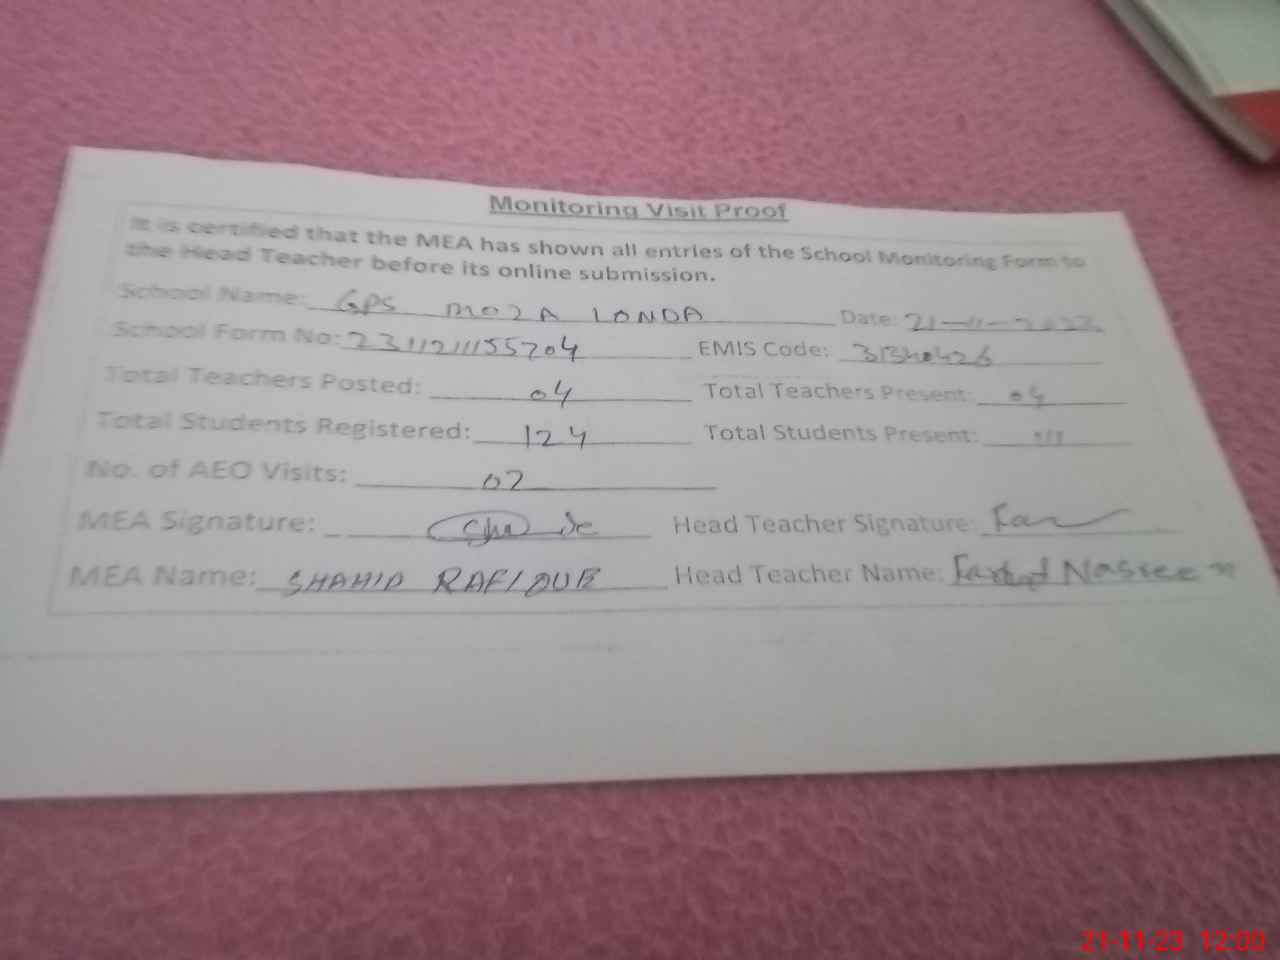 Monitoring Visit Proof
It is certified that the MEA has shown all entries of the School Monitoring Form to
the Head Teacher before its online submission.
School Name: GPS MOZA LONDA Date: 21-11-2023
School Form No: 231121155704 EMIS Code: 31340426
Total Teachers Posted: 04 Total Teachers Present: 04
Total Students Registered: 124 Total Students Present: 111
No. of AEO Visits: 02
MEA Signature: Head Teacher Signature: Far
MEA Name: SHAHID RAFIQUE Head Teacher Name: Nasreen
21-11-23 12:00